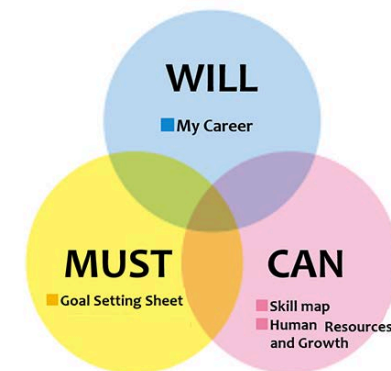 WILL
My Career
MUST
Goal Setting Sheet
CAN
Skill map
Human Resources
and Growth